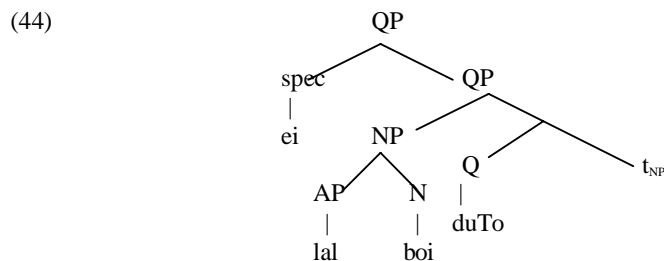 (44) QP
spec QP
ei NP
Q t_NP
AP N duTo
lal boi